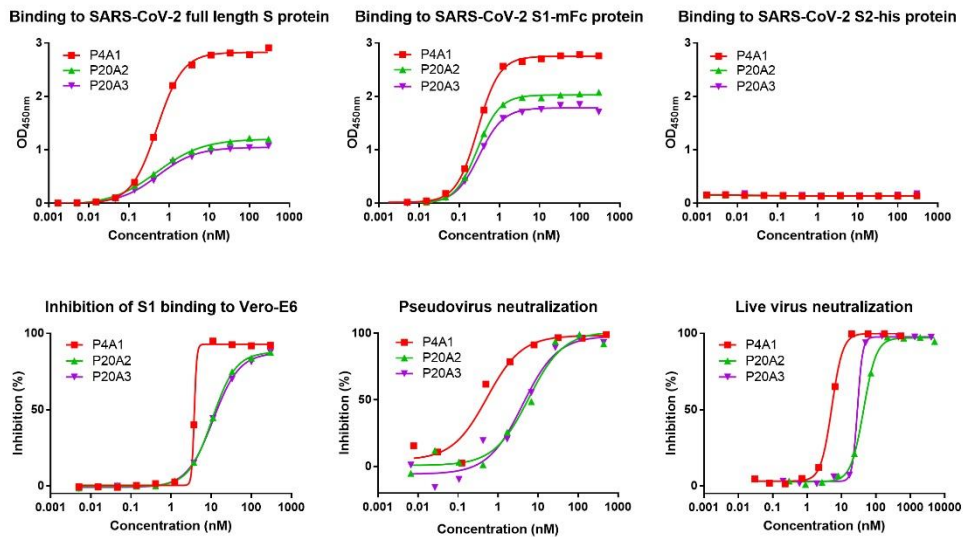 Binding to SARS-CoV-2 full length S protein
3
2
1
0
OD450nm
P4A1
P20A2
P20A3
0.001 0.01 0.1 1 10 100 1000
Concentration (nM)
Binding to SARS-CoV-2 S1-mFc protein
3
2
1
0
OD450nm
P4A1
P20A2
P20A3
0.001 0.01 0.1 1 10 100 1000
Concentration (nM)
Binding to SARS-CoV-2 S2-his protein
3
2
1
0
OD450nm
P4A1
P20A2
P20A3
0.001 0.01 0.1 1 10 100 1000
Concentration (nM)
Inhibition of S1 binding to Vero-E6
100
50
0
Inhibition (%)
P4A1
P20A2
P20A3
0.001 0.01 0.1 1 10 100 1000
Concentration (nM)
Pseudovirus neutralization
100
50
0
Inhibition (%)
P4A1
P20A2
P20A3
0.001 0.01 0.1 1 10 100 1000
Concentration (nM)
Live virus neutralization
100
50
0
Inhibition (%)
P4A1
P20A2
P20A3
0.01 0.1 1 10 100 1000 10000
Concentration (nM)